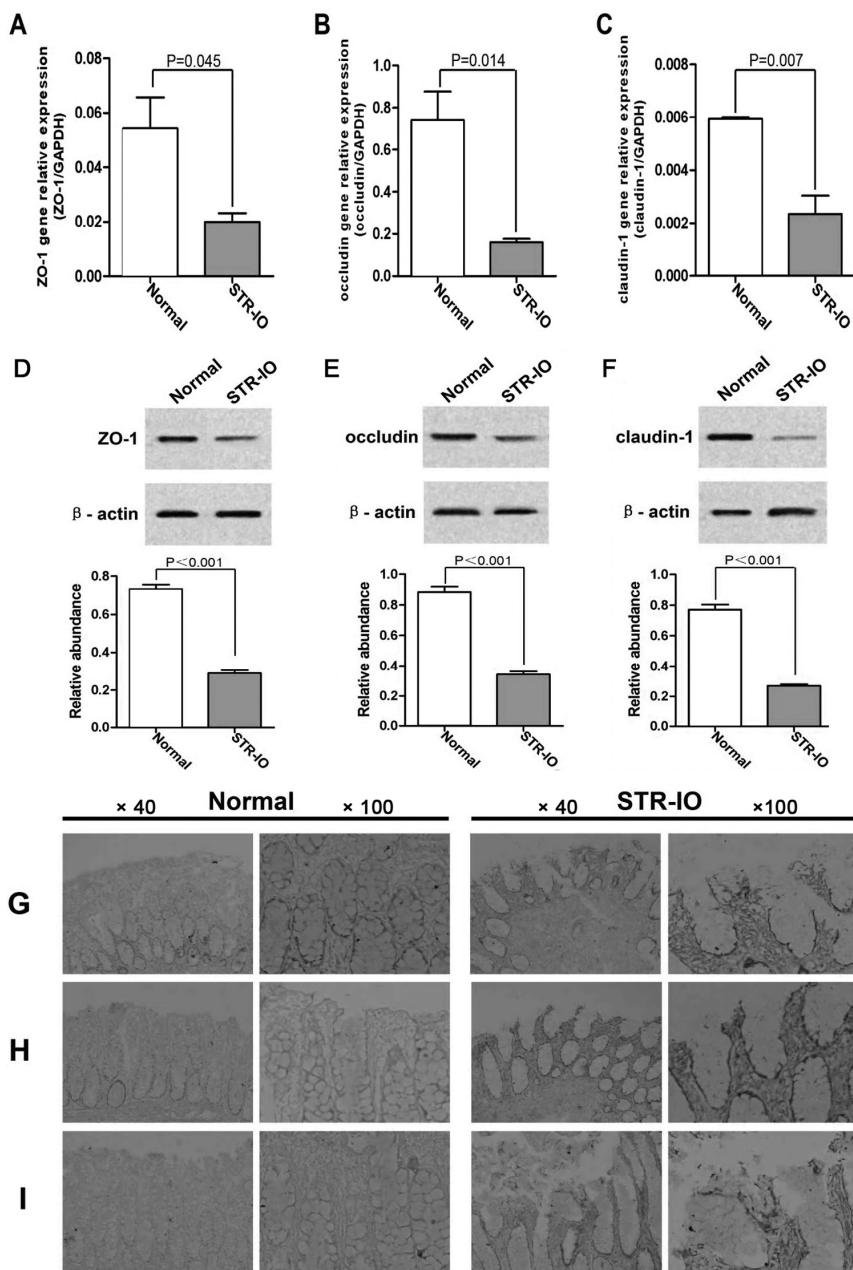 A
ZO-1 gene relative expression
(ZO-1/GAPDH)
0.08
0.06
0.04
0.02
0.00
P=0.045
Normal
STR-IO
B
occludin gene relative expression
(occludin/GAPDH)
1.0
0.8
0.6
0.4
0.2
0.0
P=0.014
Normal
STR-IO
C
claudin-1 gene relative expression
(claudin-1/GAPDH)
0.008
0.006
0.004
0.002
0.000
P=0.007
Normal
STR-IO
D
Normal
STR-IO
ZO-1
β - actin
Relative abundance
0.8
0.6
0.4
0.2
0.0
P<0.001
Normal
STR-IO
E
Normal
STR-IO
occludin
β - actin
Relative abundance
1.0
0.8
0.6
0.4
0.2
0.0
P<0.001
Normal
STR-IO
F
Normal
STR-IO
claudin-1
β - actin
Relative abundance
1.0
0.8
0.6
0.4
0.2
0.0
P<0.001
Normal
STR-IO
Normal
STR-IO
× 40
× 100
× 40
×100
G
H
I